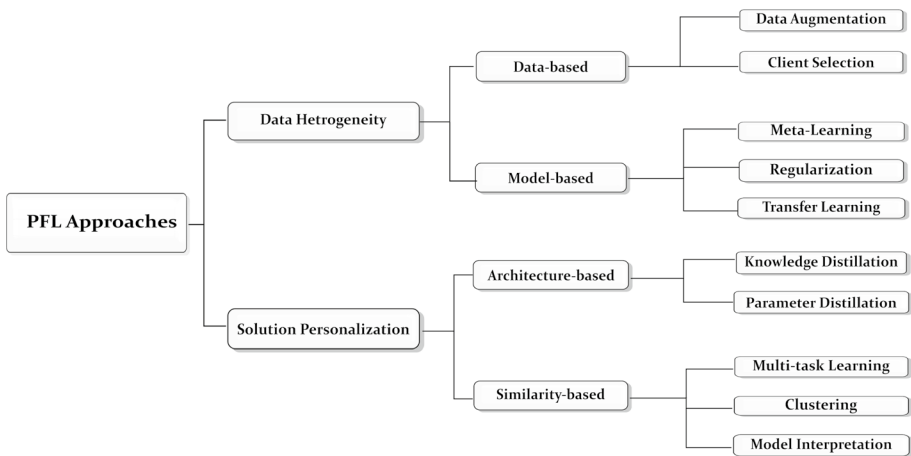 PFL Approaches
Data Hetrogeneity
Data-based
Data Augmentation
Client Selection
Model-based
Meta-Learning
Regularization
Transfer Learning
Solution Personalization
Architecture-based
Knowledge Distillation
Parameter Distillation
Similarity-based
Multi-task Learning
Clustering
Model Interpretation